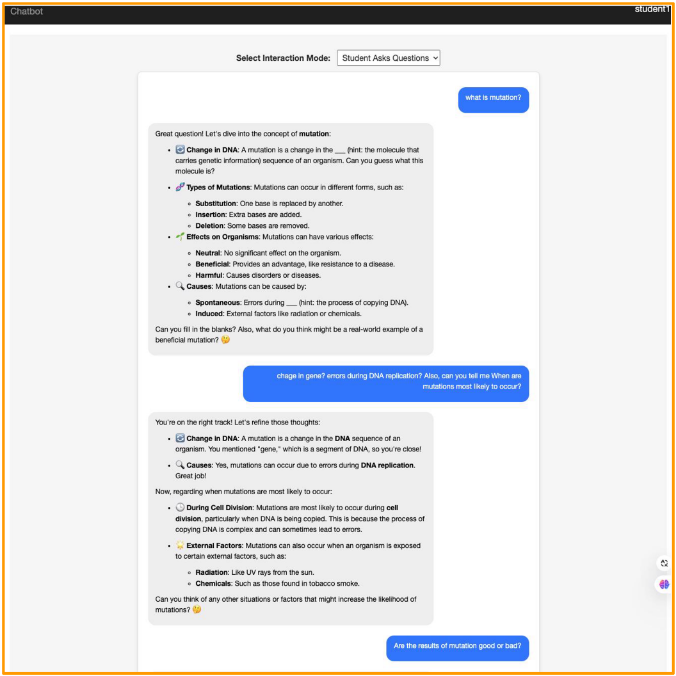 Chatbot
student1
Select Interaction Mode: Student Asks Questions
what is mutation?
Great question! Let's dive into the concept of mutation:
• Change in DNA: A mutation is a change in the ___ (hint: the molecule that
carries genetic information) sequence of an organism. Can you guess what this
molecule is?
• Types of Mutations: Mutations can occur in different forms, such as:
◦ Substitution: One base is replaced by another.
◦ Insertion: Extra bases are added.
◦ Deletion: Some bases are removed.
• Effects on Organisms: Mutations can have various effects:
◦ Neutral: No significant effect on the organism.
◦ Beneficial: Provides an advantage, like resistance to a disease.
◦ Harmful: Causes disorders or diseases.
• Causes: Mutations can be caused by:
◦ Spontaneous: Errors during ___ (hint: the process of copying DNA).
◦ Induced: External factors like radiation or chemicals.
Can you fill in the blanks? Also, what do you think might be a real-world example of a
beneficial mutation? 🤔
chage in gene? errors during DNA replication? Also, can you tell me When are
mutations most likely to occur?
You're on the right track! Let's refine those thoughts:
• Change in DNA: A mutation is a change in the DNA sequence of an
organism. You mentioned "gene," which is a segment of DNA, so you're close!
• Causes: Yes, mutations can occur due to errors during DNA replication.
Great job!
Now, regarding when mutations are most likely to occur:
• During Cell Division: Mutations are most likely to occur during cell
division, particularly when DNA is being copied. This is because the process of
copying DNA is complex and can sometimes lead to errors.
• External Factors: Mutations can also occur when an organism is exposed
to certain external factors, such as:
◦ Radiation: Like UV rays from the sun.
◦ Chemicals: Such as those found in tobacco smoke.
Can you think of any other situations or factors that might increase the likelihood of
mutations? 🤔
Are the results of mutation good or bad?